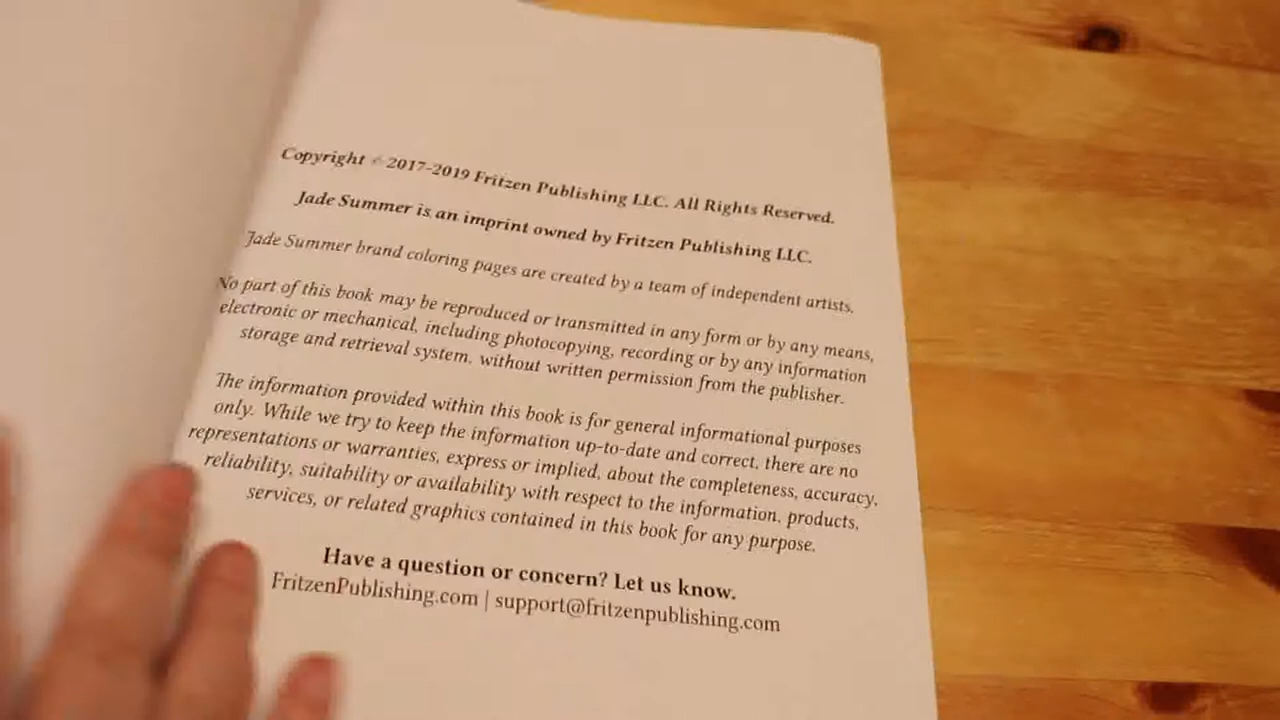 Copyright © 2017-2019 Fritzen Publishing LLC. All Rights Reserved.
Jade Summer is an imprint owned by Fritzen Publishing LLC.
Jade Summer brand coloring pages are created by a team of independent artists.
No part of this book may be reproduced or transmitted in any form or by any means,
electronic or mechanical, including photocopying, recording or by any information
storage and retrieval system, without written permission from the publisher.
The information provided within this book is for general informational purposes
only. While we try to keep the information up-to-date and correct, there are no
representations or warranties, express or implied, about the completeness, accuracy,
reliability, suitability or availability with respect to the information, products,
services, or related graphics contained in this book for any purpose.
Have a question or concern? Let us know.
FritzenPublishing.com | support@fritzenpublishing.com